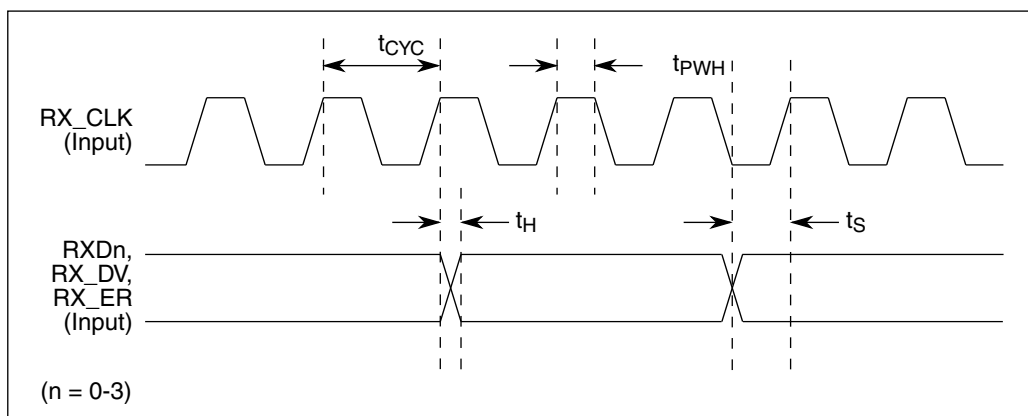 tCYC
tPWH
RX_CLK
(Input)
tH
tS
RXDn,
RX_DV,
RX_ER
(Input)
(n = 0-3)